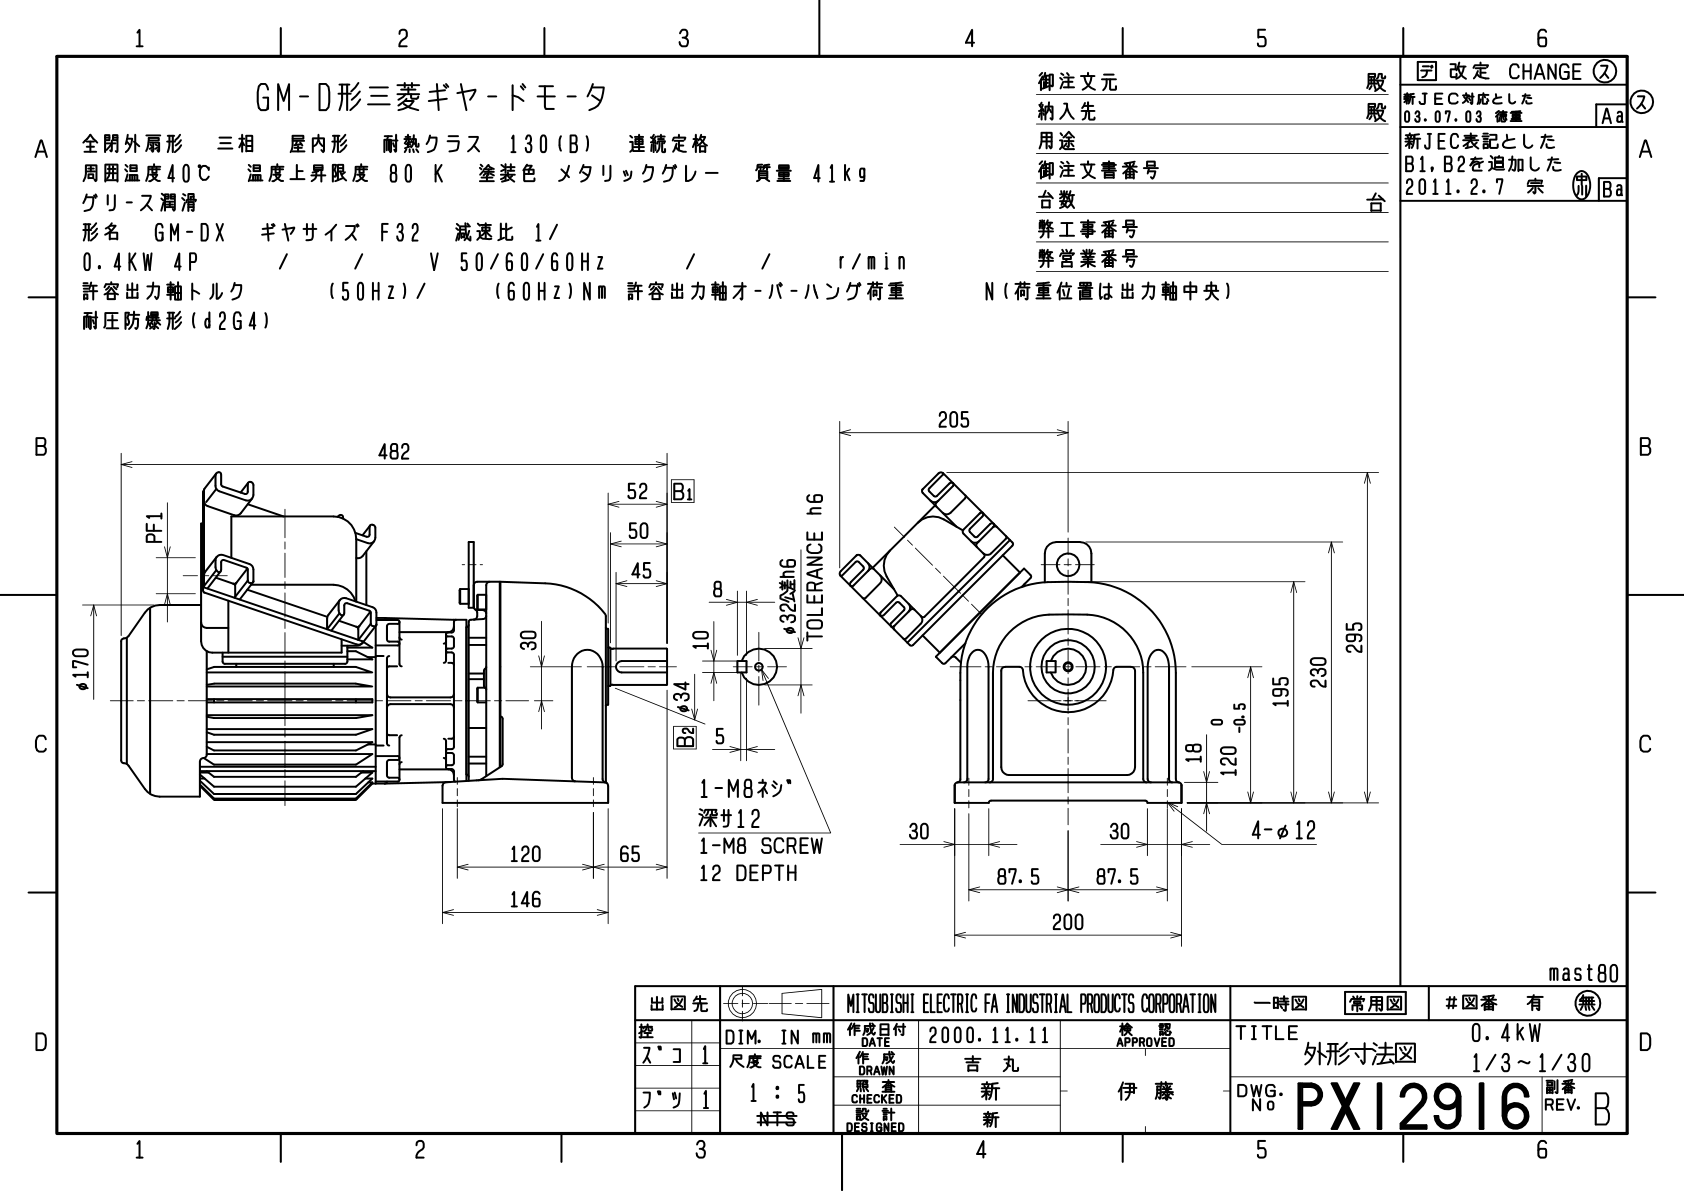 1 2 3 4 5 6
A
B
C
D
GM-D形三菱ギヤードモータ
全閉外扇形 三相 屋内形 耐熱クラス 130(B) 連続定格
周囲温度40℃ 温度上昇限度 80 K 塗装色 メタリックグレー 質量 41kg
グリース潤滑
形名 GM-DX ギヤサイズ F32 減速比 1/
0.4KW 4P / / V 50/60/60Hz / / r/min
許容出力軸トルク (50Hz)/ (60Hz)Nm 許容出力軸オーバーハング荷重 N(荷重位置は出力軸中央)
耐圧防爆形(d2G4)
御注文元 殿
納入先 殿
用途
御注文書番号
台数 台
弊工事番号
弊営業番号
デ 改定 CHANGE ス
新JEC対応とした
03.07.03 徳重 Aa
ス
新JEC表記とした
B1,B2を追加した
2011.2.7 宗 Ba
A
B
C
D
482
52 B1
50
45
PF1
φ170
30
φ34
B2
8
10
5
φ32公差h6
TOLERANCE h6
1-M8ネジ
深サ12
1-M8 SCREW
12 DEPTH
120 65
146
205
295
230
195
120 0 -0.5
18
30 30
4-φ12
87.5 87.5
200
mast80
出図先
控
ズコ 1
ブツ 1
DIM. IN mm
尺度 SCALE
1 : 5
NTS
MITSUBISHI ELECTRIC FA INDUSTRIAL PRODUCTS CORPORATION
作成日付 DATE 2000.11.11
作成 DRAWN 吉丸
照査 CHECKED 新
設計 DESIGNED 新
検認 APPROVED
伊藤
一時図 常用図 #図番 有 無
TITLE 0.4kW
外形寸法図 1/3~1/30
DWG. No PX12916 副番 REV. B
1 2 3 4 5 6